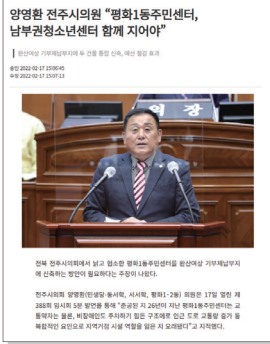 양영환 전주시의원 “평화1동주민센터,
남부권청소년센터 함께 지어야”
완산여상 기부체납부지에 두 건물 통합 신축, 예산 절감 효과
승인 2022-02-17 15:06:45
수정 2022-02-17 15:07:13
의 장
전북 전주시의회에서 낡고 협소한 평화1동주민센터를 완산여상 기부체납부지
에 신축하는 방안이 필요하다는 주장이 나왔다.
전주시의회 양영환(민생당·동서학, 서서학, 평화1·2동) 의원은 17일 열린 제
388회 임시회 5분 발언을 통해 “준공된 지 26년이 지난 평화1동주민센터는 교
통약자는 물론, 비장애인도 주차하기 힘든 구조에로 인근 도로 교통량 증가 울
복합적인 요인으로 지역거점 시설 역할을 잃은 지 오래됐다”고 지적했다.